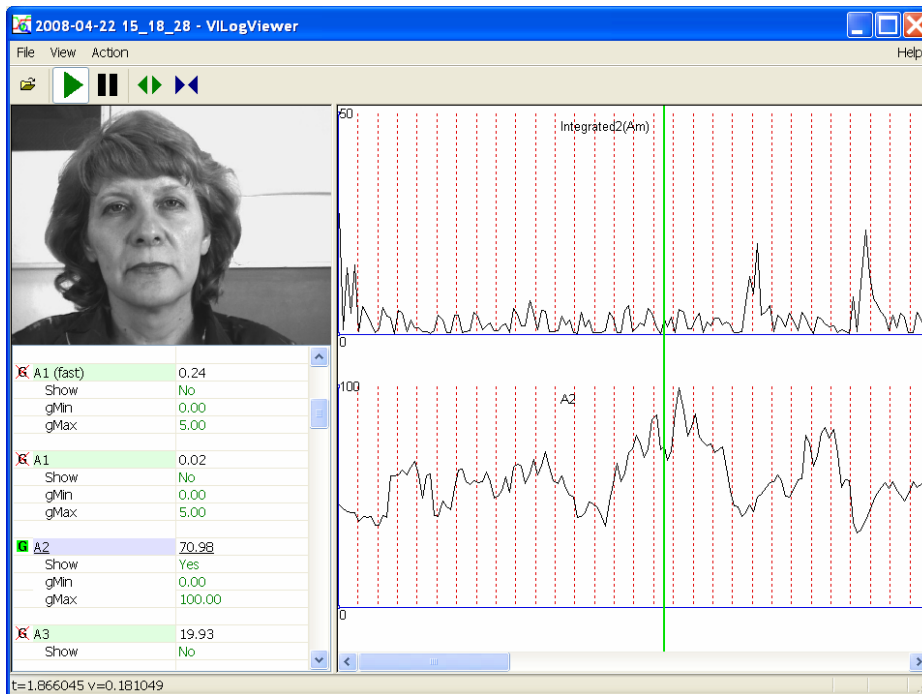 2008-04-22 15_18_28 - VILogViewer
File View Action Help
50
Integrated2(Am)
0
100
A2
0
G A1 (fast) 0.24
Show No
gMin 0.00
gMax 5.00
G A1 0.02
Show No
gMin 0.00
gMax 5.00
G A2 70.98
Show Yes
gMin 0.00
gMax 100.00
G A3 19.93
Show No
t=1.866045 v=0.181049